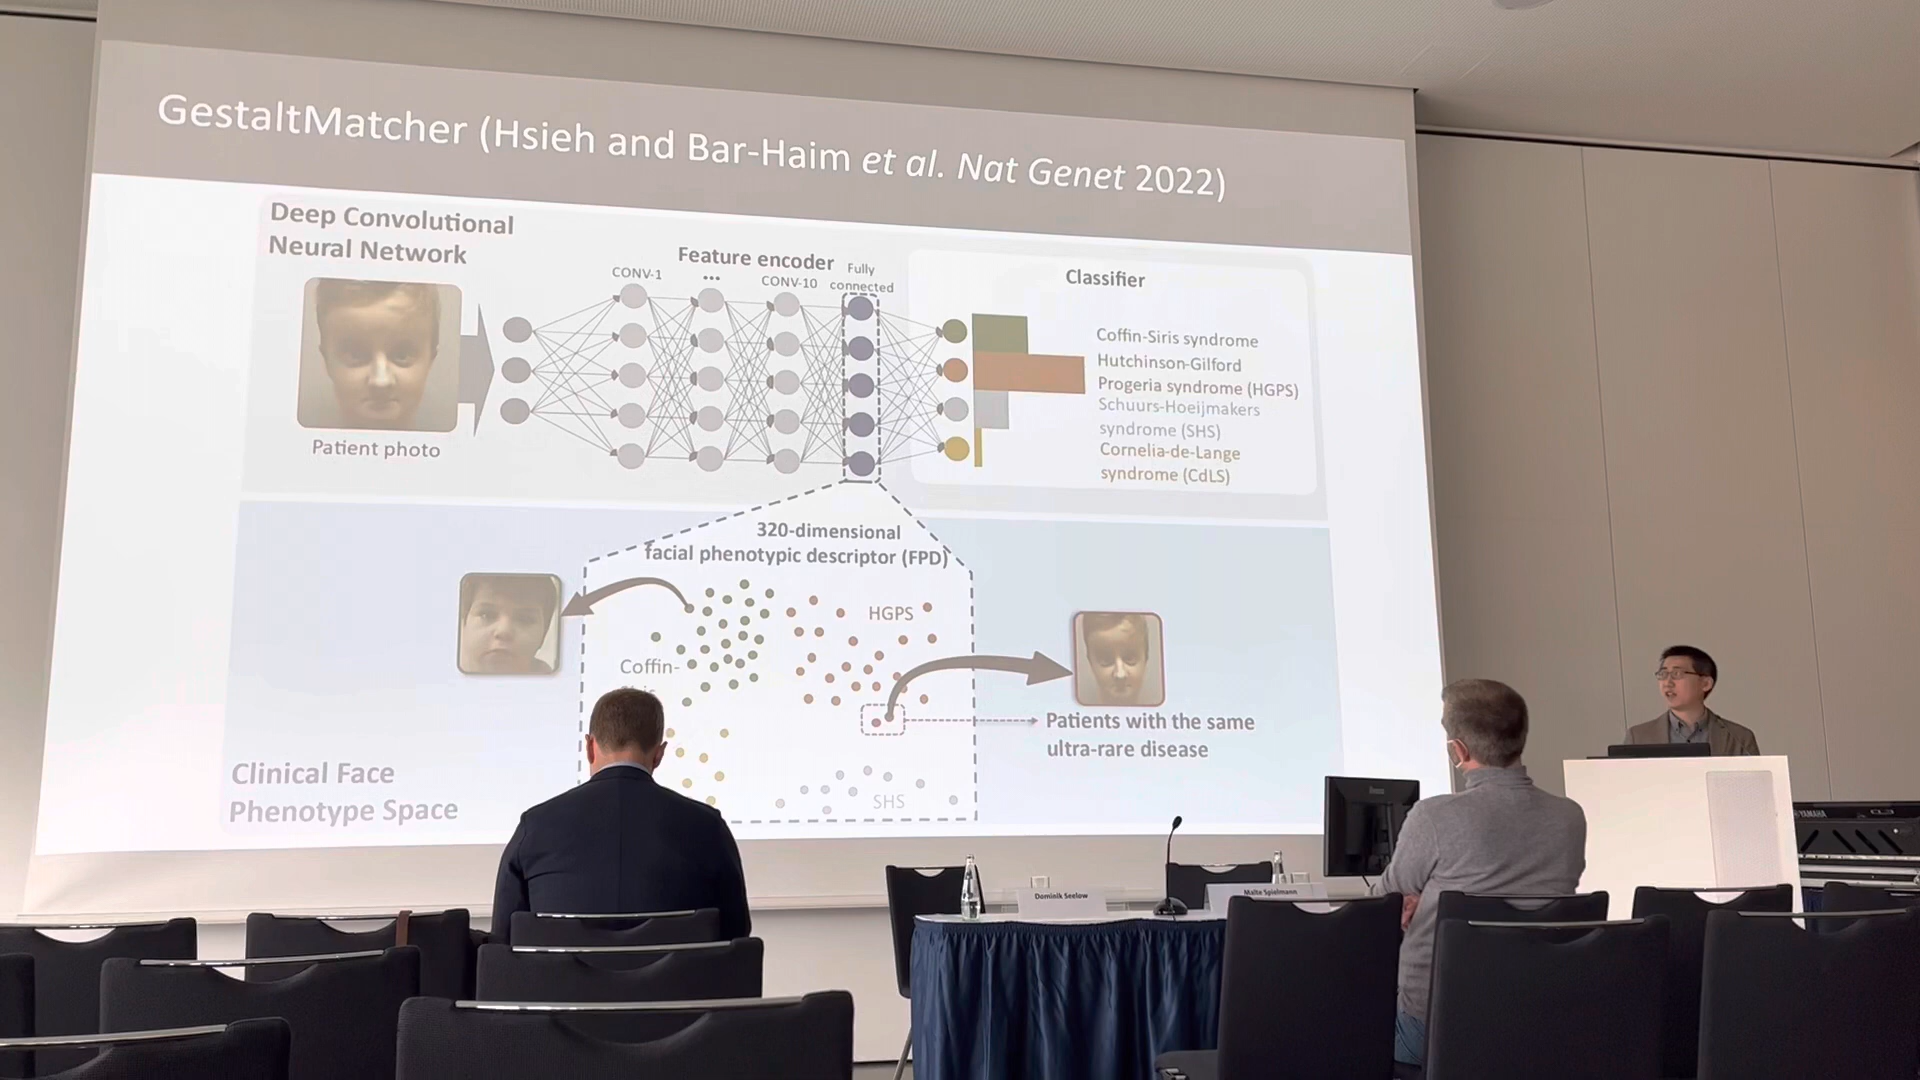 GestaltMatcher (Hsieh and Bar-Haim et al. Nat Genet 2022)
Deep Convolutional
Neural Network
Feature encoder
CONV-1
...
CONV-10
Fully
connected
Patient photo
Classifier
Coffin-Siris syndrome
Hutchinson-Gilford
Progeria syndrome (HGPS)
Schuurs-Hoeijmakers
syndrome (SHS)
Cornelia-de-Lange
syndrome (CdLS)
320-dimensional
facial phenotypic descriptor (FPD)
HGPS
Coffin-
SHS
Patients with the same
ultra-rare disease
Clinical Face
Phenotype Space
Dominik Seelow
Malte Spielmann
YAMAHA